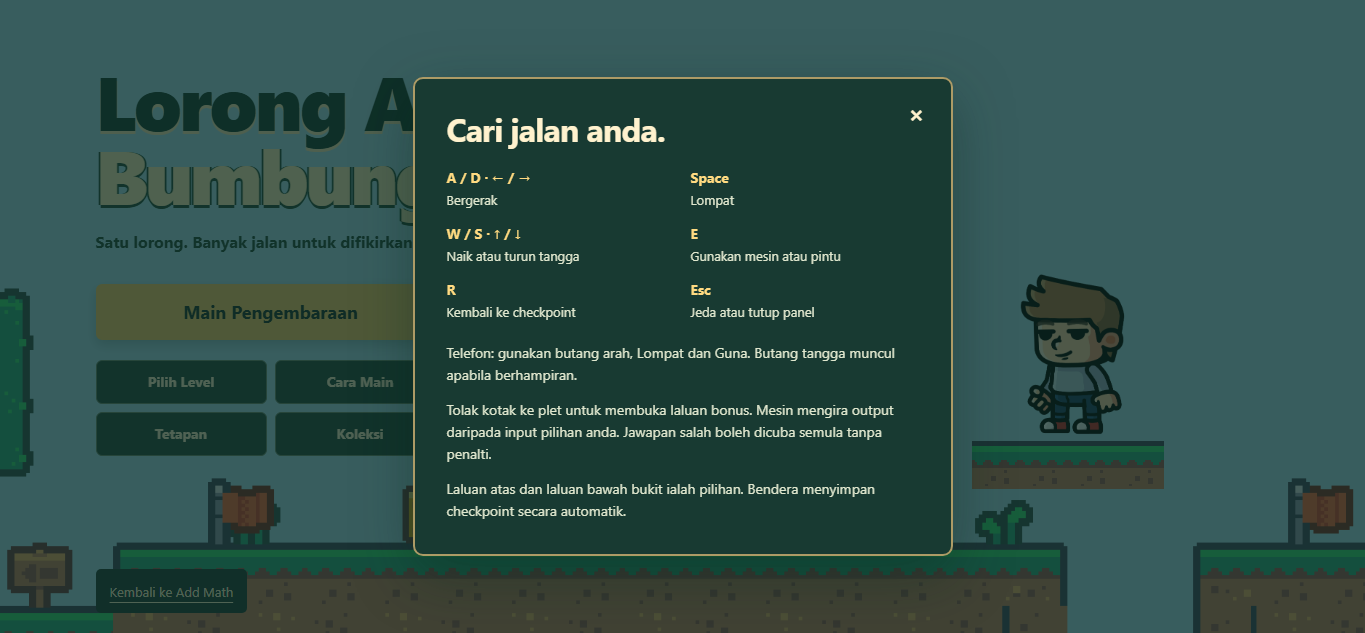 Lorong A
Bumbung
Satu lorong. Banyak jalan untuk difikirkan
Main Pengembaraan
Pilih Level
Cara Main
Tetapan
Koleksi
Kembali ke Add Math
Cari jalan anda.
×
A / D · ← / →
Bergerak
Space
Lompat
W / S · ↑ / ↓
Naik atau turun tangga
E
Gunakan mesin atau pintu
R
Kembali ke checkpoint
Esc
Jeda atau tutup panel
Telefon: gunakan butang arah, Lompat dan Guna. Butang tangga muncul
apabila berhampiran.
Tolak kotak ke plet untuk membuka laluan bonus. Mesin mengira output
daripada input pilihan anda. Jawapan salah boleh dicuba semula tanpa
penalti.
Laluan atas dan laluan bawah bukit ialah pilihan. Bendera menyimpan
checkpoint secara automatik.